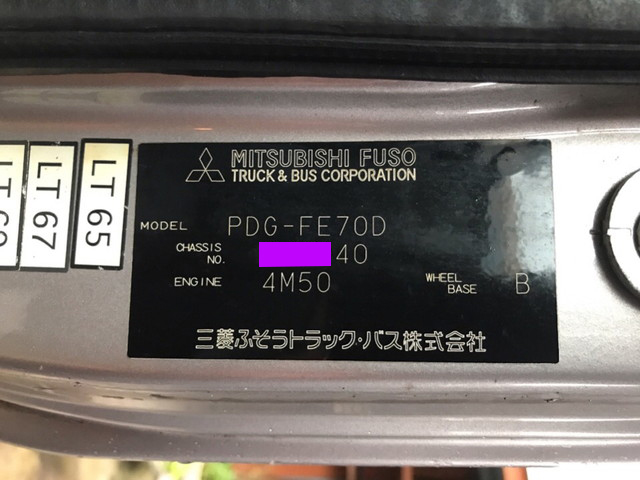 MITSUBISHI FUSO
TRUCK & BUS CORPORATION
MODEL PDG-FE70D
CHASSIS NO. 40
ENGINE 4M50 WHEEL BASE B
三菱ふそうトラック・バス株式会社
LT 65
LT 67
LT